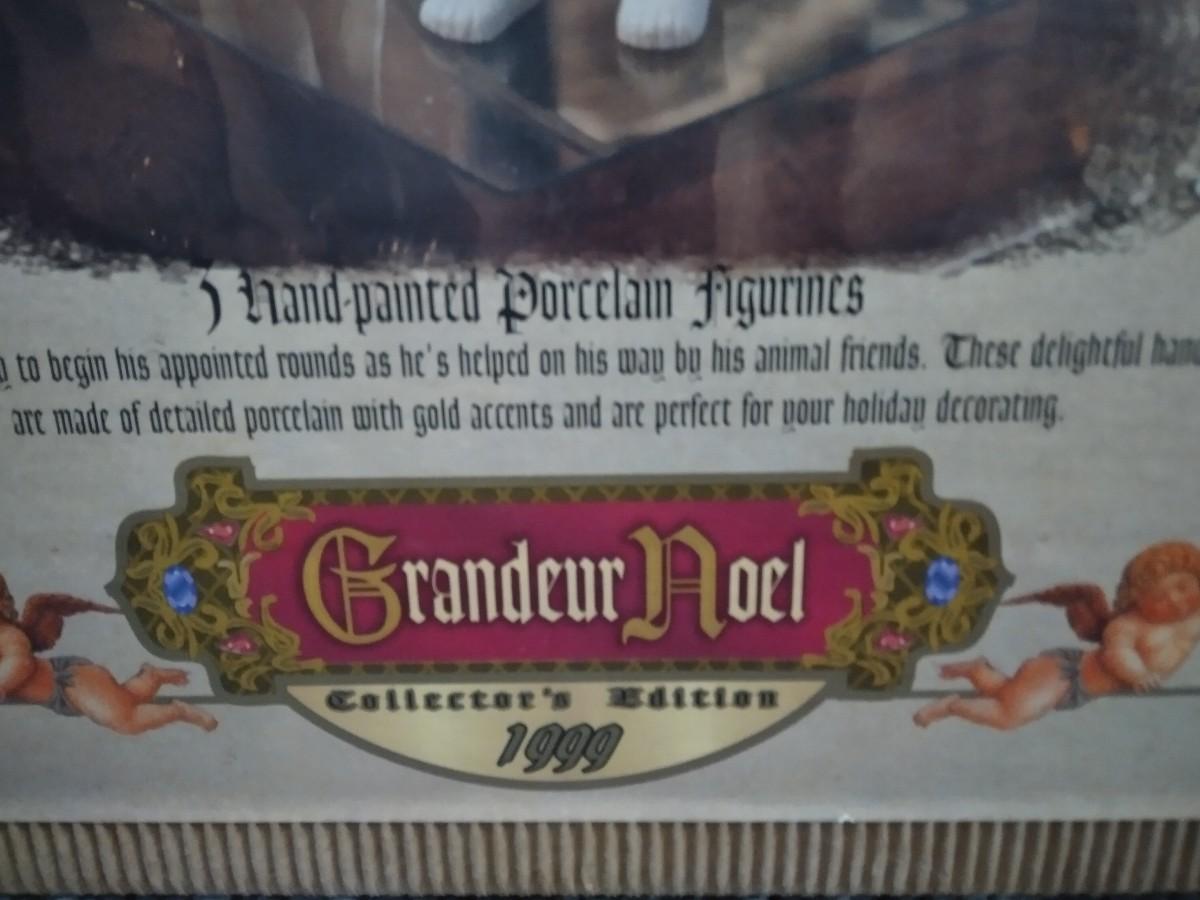 Hand-painted Porcelain Figurines
to begin his appointed rounds as he's helped on his way by his animal friends. These delightful
are made of detailed porcelain with gold accents and are perfect for your holiday decorating.
Grandeur Noel
Collector's Edition
1999